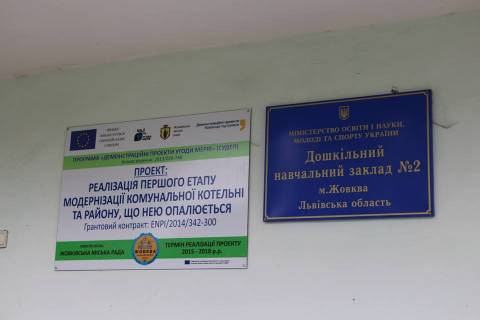 ПРОГРАМА «ДЕМОНСТРАЦІЙНІ ПРОЕКТИ УГОДИ МЕРІВ» (СУДЕП)
ПРОЕКТ:
РЕАЛІЗАЦІЯ ПЕРШОГО ЕТАПУ
МОДЕРНІЗАЦІЇ КОМУНАЛЬНОЇ КОТЕЛЬНІ
ТА РАЙОНУ, ЩО НЕЮ ОПАЛЮЄТЬСЯ
Грантовий контракт: ENPI/2014/342-300
ЖОВКІВСЬКА МІСЬКА РАДА
ЖОВКВА
ТЕРМІН РЕАЛІЗАЦІЇ ПРОЕКТУ
2015 - 2018 р.р.
МІНІСТЕРСТВО ОСВІТИ І НАУКИ,
МОЛОДІ ТА СПОРТУ УКРАЇНИ
Дошкільний
навчальний заклад №2
м.Жовква
Львівська область